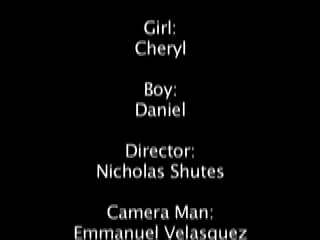 Girl:
Cheryl
Boy:
Daniel
Director:
Nicholas Shutes
Camera Man:
Emmanuel Velasquez